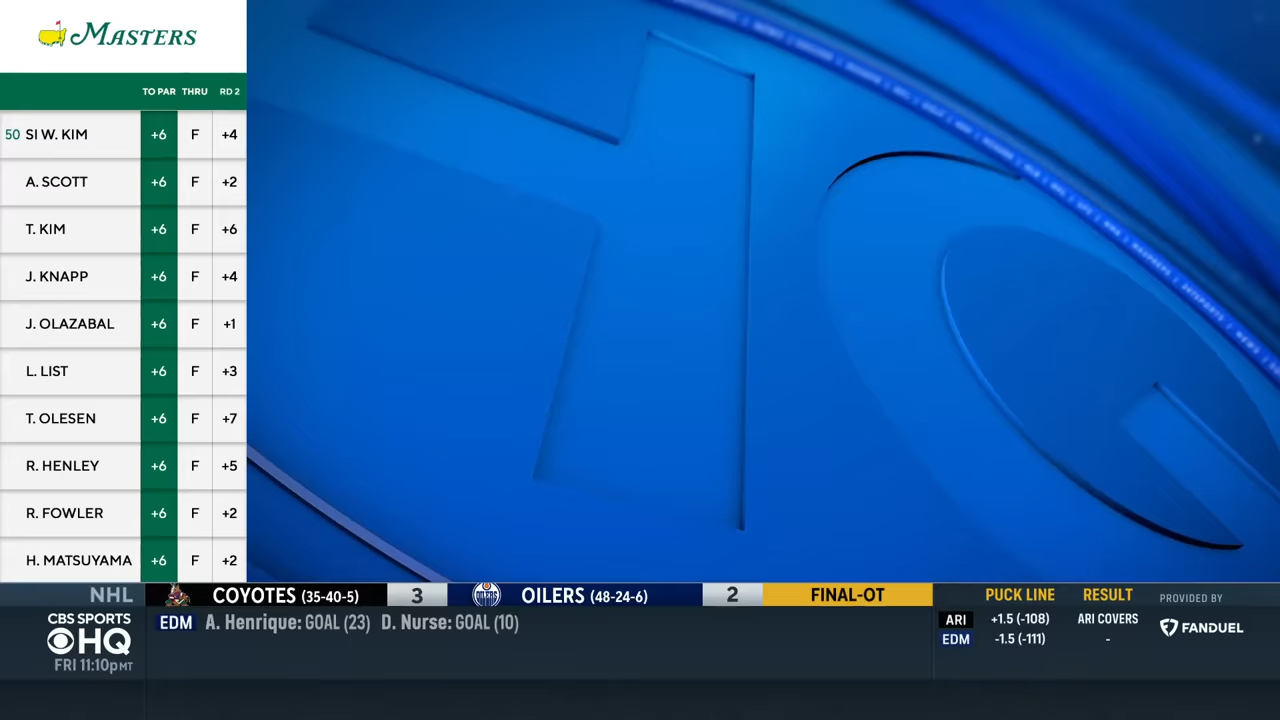 MASTERS
TO PAR THRU RD 2
50 SI W. KIM +6 F +4
A. SCOTT +6 F +2
T. KIM +6 F +6
J. KNAPP +6 F +4
J. OLAZABAL +6 F +1
L. LIST +6 F +3
T. OLESEN +6 F +7
R. HENLEY +6 F +5
R. FOWLER +6 F +2
H. MATSUYAMA +6 F +2
NHL COYOTES (35-40-5) 3 OILERS OILERS (48-24-6) 2 FINAL-OT
EDM A. Henrique: GOAL (23) D. Nurse: GOAL (10)
PUCK LINE RESULT
ARI +1.5 (-108) ARI COVERS
EDM -1.5 (-111) -
PROVIDED BY
FANDUEL
CBS SPORTS
HQ
FRI 11:10PM MT